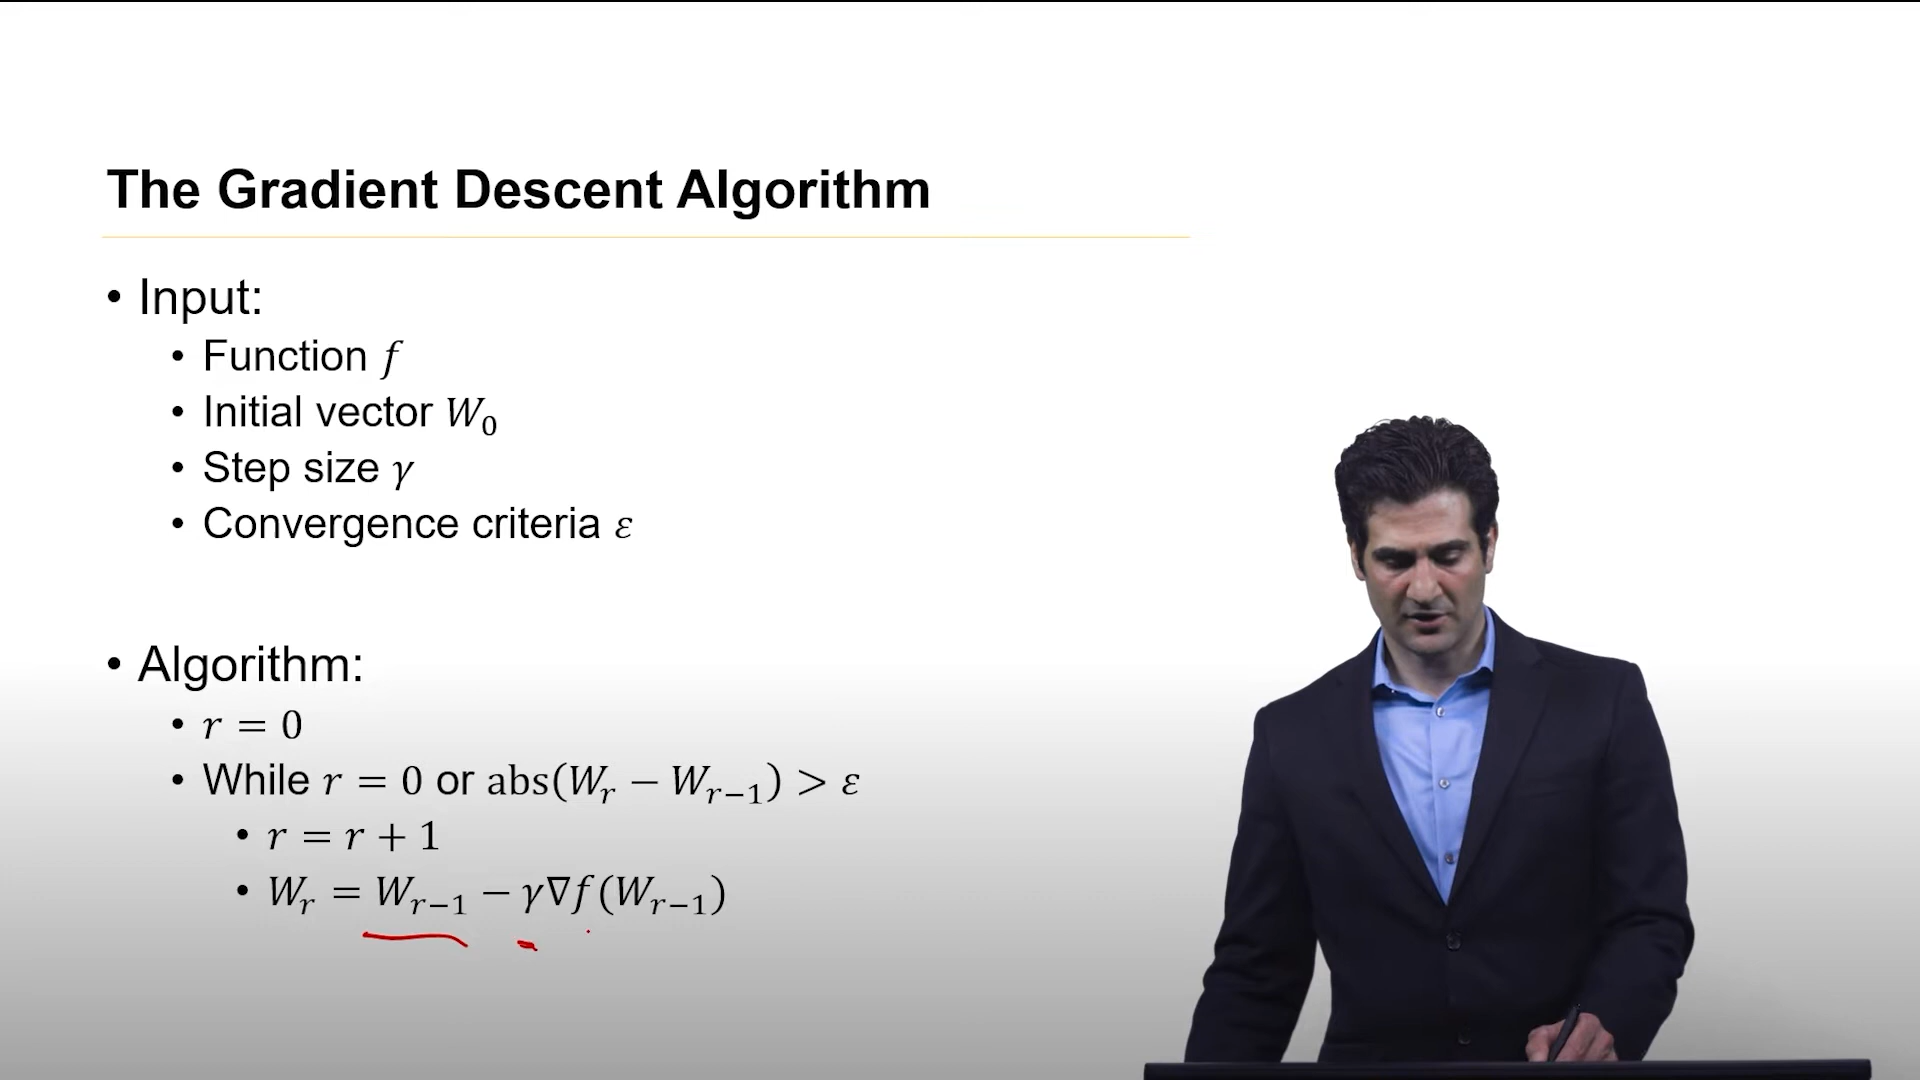 The Gradient Descent Algorithm
• Input:
• Function 𝑓
• Initial vector 𝑊₀
• Step size 𝛾
• Convergence criteria 𝜀
• Algorithm:
• 𝑟 = 0
• While 𝑟 = 0 or abs(𝑊ᵣ − 𝑊ᵣ₋₁) > 𝜀
• 𝑟 = 𝑟 + 1
• 𝑊ᵣ = 𝑊ᵣ₋₁ − 𝛾∇𝑓(𝑊ᵣ₋₁)